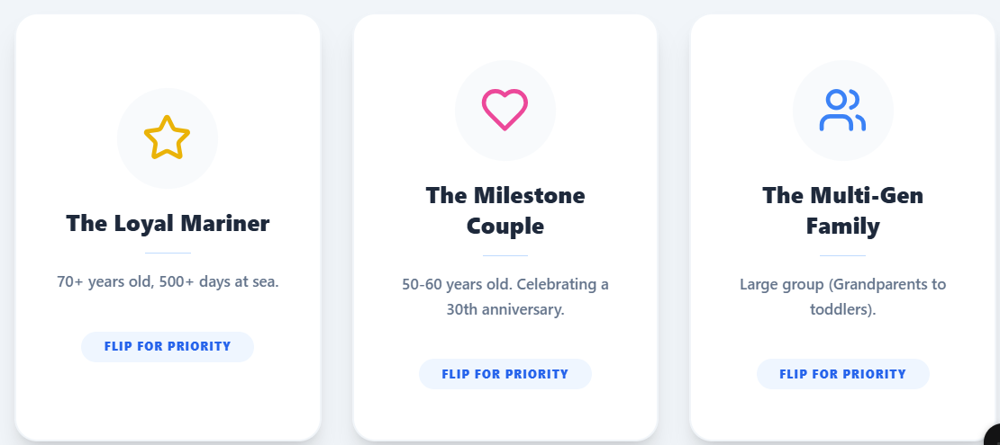 The Loyal Mariner
70+ years old, 500+ days at sea.
FLIP FOR PRIORITY
The Milestone
Couple
50-60 years old. Celebrating a
30th anniversary.
FLIP FOR PRIORITY
The Multi-Gen
Family
Large group (Grandparents to
toddlers).
FLIP FOR PRIORITY